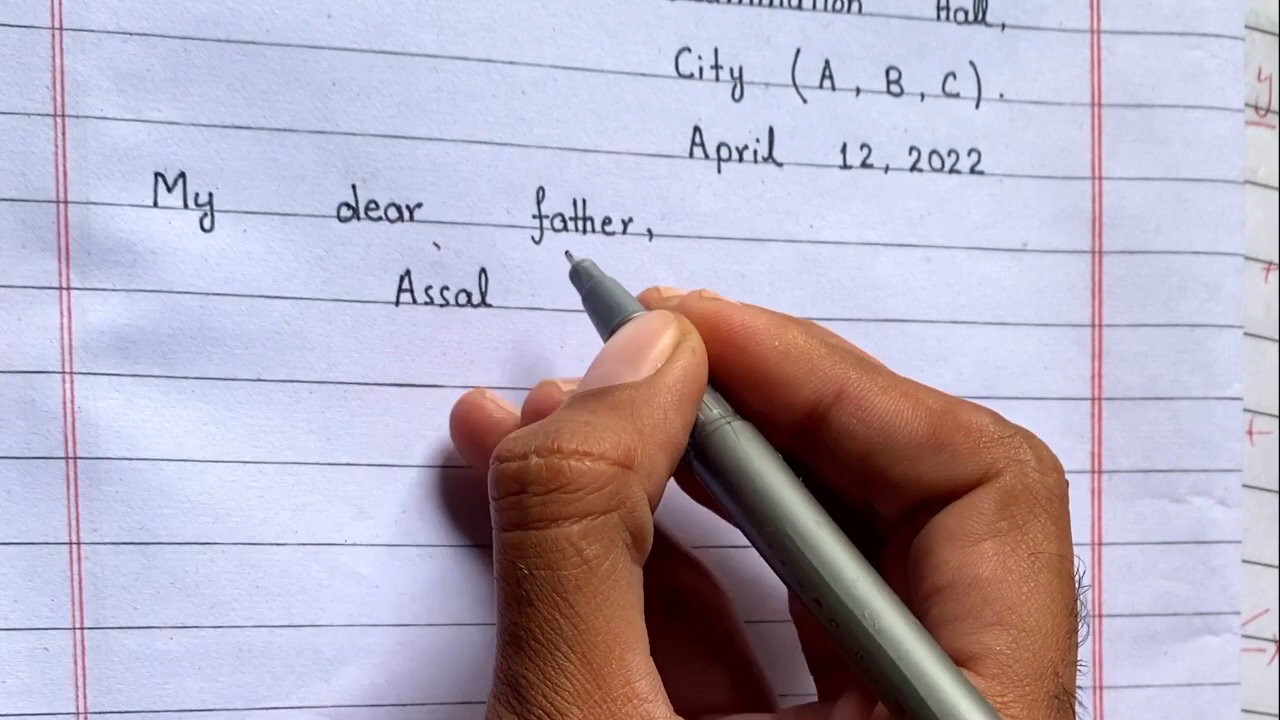 Hall,
City (A, B, C).
April 12, 2022
My dear father,
Assal